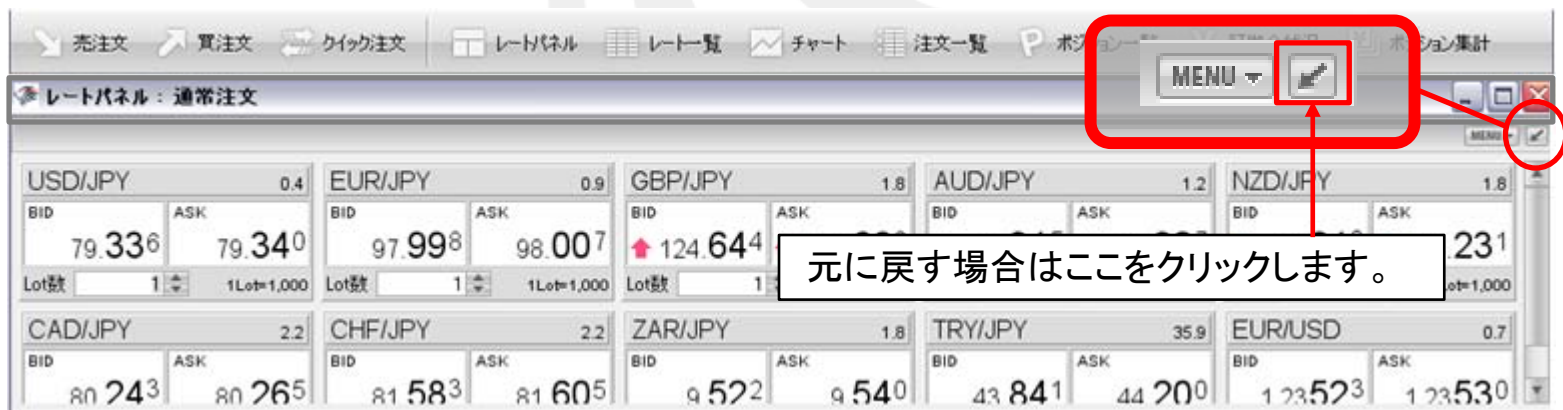 売注文 買注文 クイック注文 レートパネル レート一覧 チャート 注文一覧 ポジション集計
MENU
レートパネル : 通常注文
MENU
USD/JPY 0.4 EUR/JPY 0.9 GBP/JPY 1.8 AUD/JPY 1.2 NZD/JPY 1.8
BID ASK BID ASK BID ASK BID ASK BID ASK
79.336 79.340 97.998 98.007 124.644 .231
元に戻す場合はここをクリックします。
Lot数 1 1Lot=1,000 Lot数 1 1Lot=1,000 Lot数 1
CAD/JPY 2.2 CHF/JPY 2.2 ZAR/JPY 1.8 TRY/JPY 35.9 EUR/USD 0.7
BID ASK BID ASK BID ASK BID ASK BID ASK
80.243 80.265 81.583 81.605 9.522 9.540 43.841 44.200 1.23523 1.23530